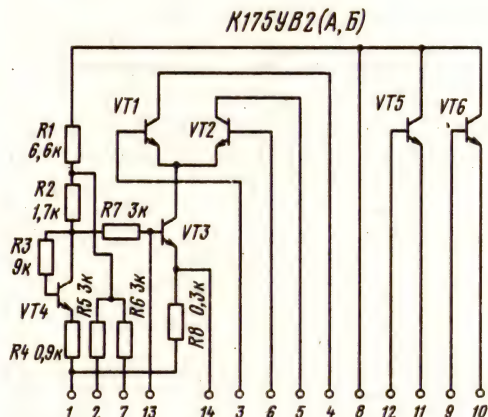 К175УВ2(А,Б)
VT1
VT2
VT5
VT6
R1
6,6к
R2
1,7к
R7 3к
VT3
R3
9к
VT4
R5 3к
R6 3к
R8 0,3к
R4 0,9к
1 2 7 13 14 3 6 5 4 8 12 11 9 10